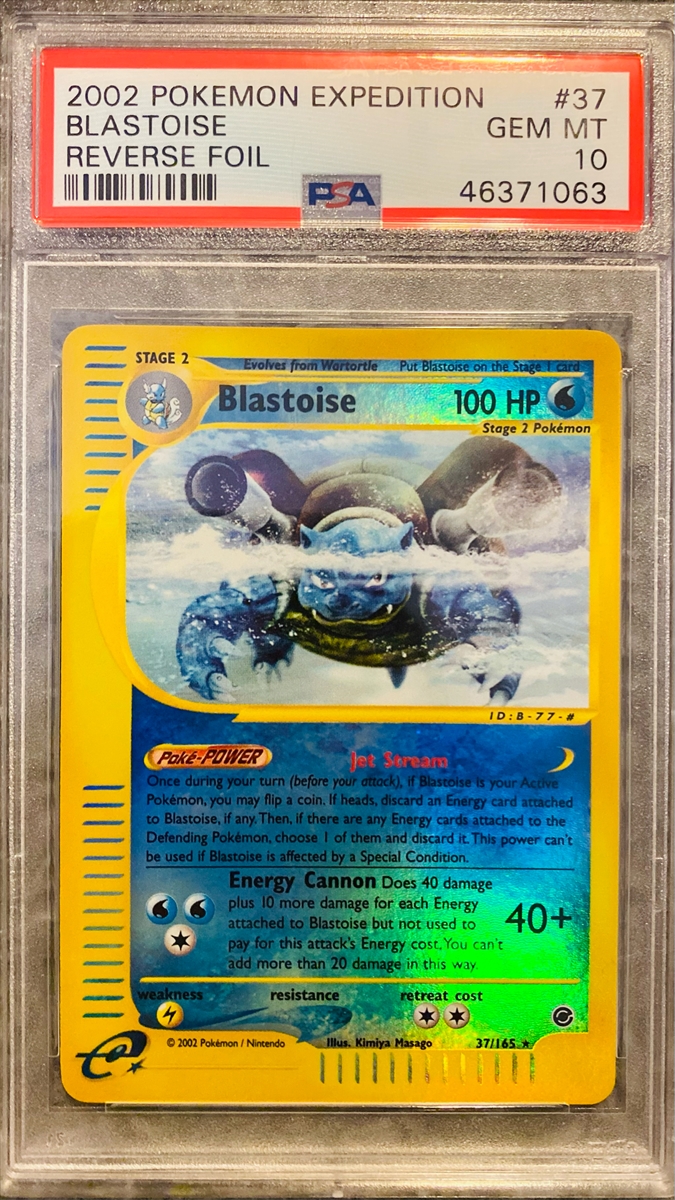 2002 POKEMON EXPEDITION #37
BLASTOISE GEM MT
REVERSE FOIL 10
PSA 46371063
STAGE 2 Evolves from Wartortle Put Blastoise on the Stage 1 card
Blastoise 100 HP
Stage 2 Pokémon
ID:B-77-#
Poké-POWER Jet Stream
Once during your turn (before your attack), if Blastoise is your Active
Pokémon, you may flip a coin. If heads, discard an Energy card attached
to Blastoise, if any. Then, if there are any Energy cards attached to the
Defending Pokémon, choose 1 of them and discard it. This power can't
be used if Blastoise is affected by a Special Condition.
Energy Cannon Does 40 damage
plus 10 more damage for each Energy
attached to Blastoise but not used to
pay for this attack's Energy cost. You can't
add more than 20 damage in this way.
40+
weakness resistance retreat cost
© 2002 Pokémon / Nintendo Illus. Kimiya Masago 37/165 ★
e